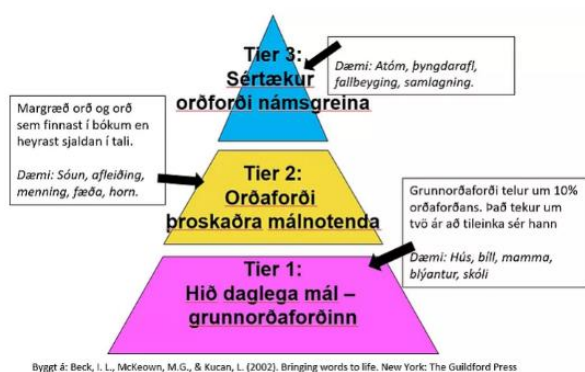 Tier 3:
Sértækur
orðforði námsgreina
Dæmi: Atóm, þyngdarafl,
fallbeyging, samlagning.
Margræð orð og orð
sem finnast í bókum en
heyrast sjaldan í tali.
Dæmi: Sóun, afleiðing,
menning, fæða, horn.
Tier 2:
Orðaforði
þroskaðra málnotenda
Grunnorðaforði telur um 10%
orðaforðans. Það tekur um
tvö ár að tileinka sér hann
Dæmi: Hús, bíll, mamma,
blýantur, skóli
Tier 1:
Hið daglega mál –
grunnorðaforðinn
Byggt á: Beck, I. L., McKeown, M.G., & Kucan, L. (2002). Bringing words to life. New York: The Guildford Press